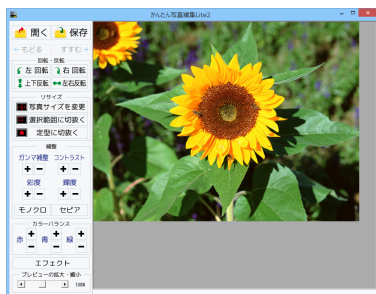 かんたん写真編集Lite2
開く 保存
←もどる すすむ→
回転・反転
左回転 右回転
上下反転 左右反転
リサイズ
写真サイズを変更
選択範囲に切抜く
定型に切抜く
補整
ガンマ補整 コントラスト
+ - + -
彩度 輝度
+ - + -
モノクロ セピア
カラーバランス
赤 + - 青 + - 緑 + -
エフェクト
プレビューの拡大・縮小
100%